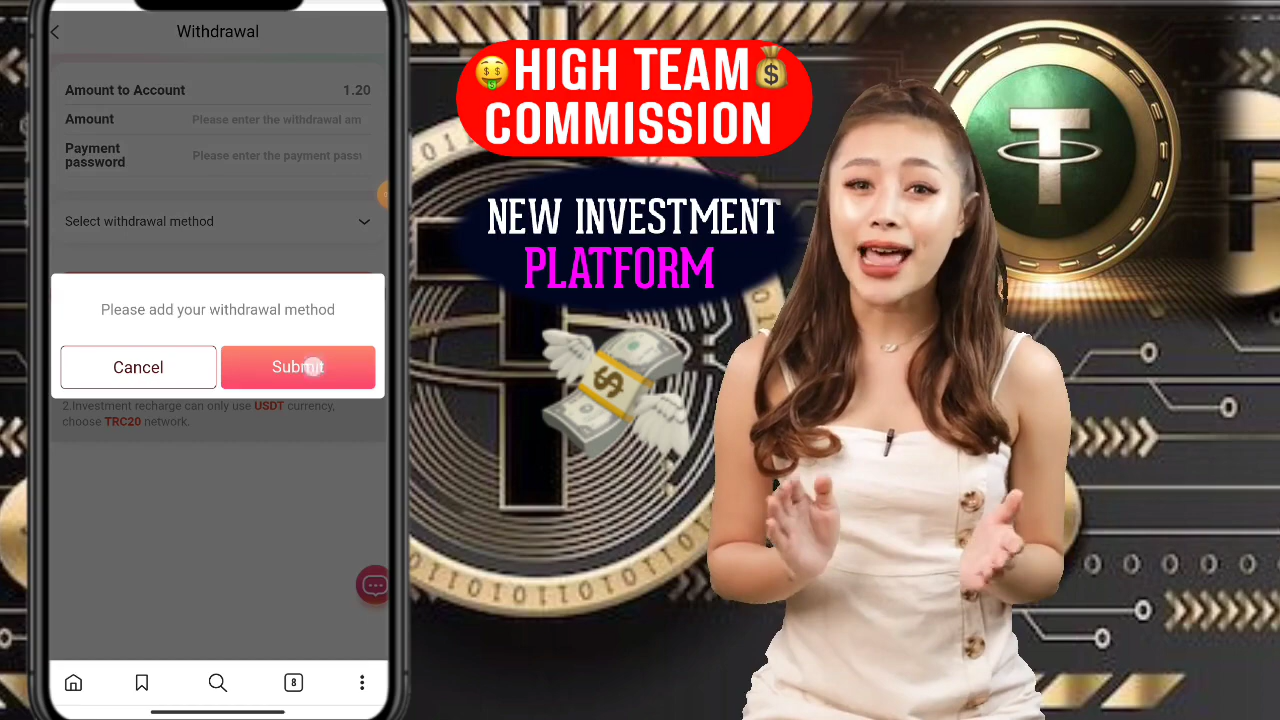 Withdrawal
Amount to Account 1.20
Amount Please enter the withdrawal am
Payment password Please enter the payment pass
Select withdrawal method
Please add your withdrawal method
Cancel Submit
2.Investment recharge can only use USDT currency,
choose TRC20 network.
8
HIGH TEAM
COMMISSION
NEW INVESTMENT
PLATFORM